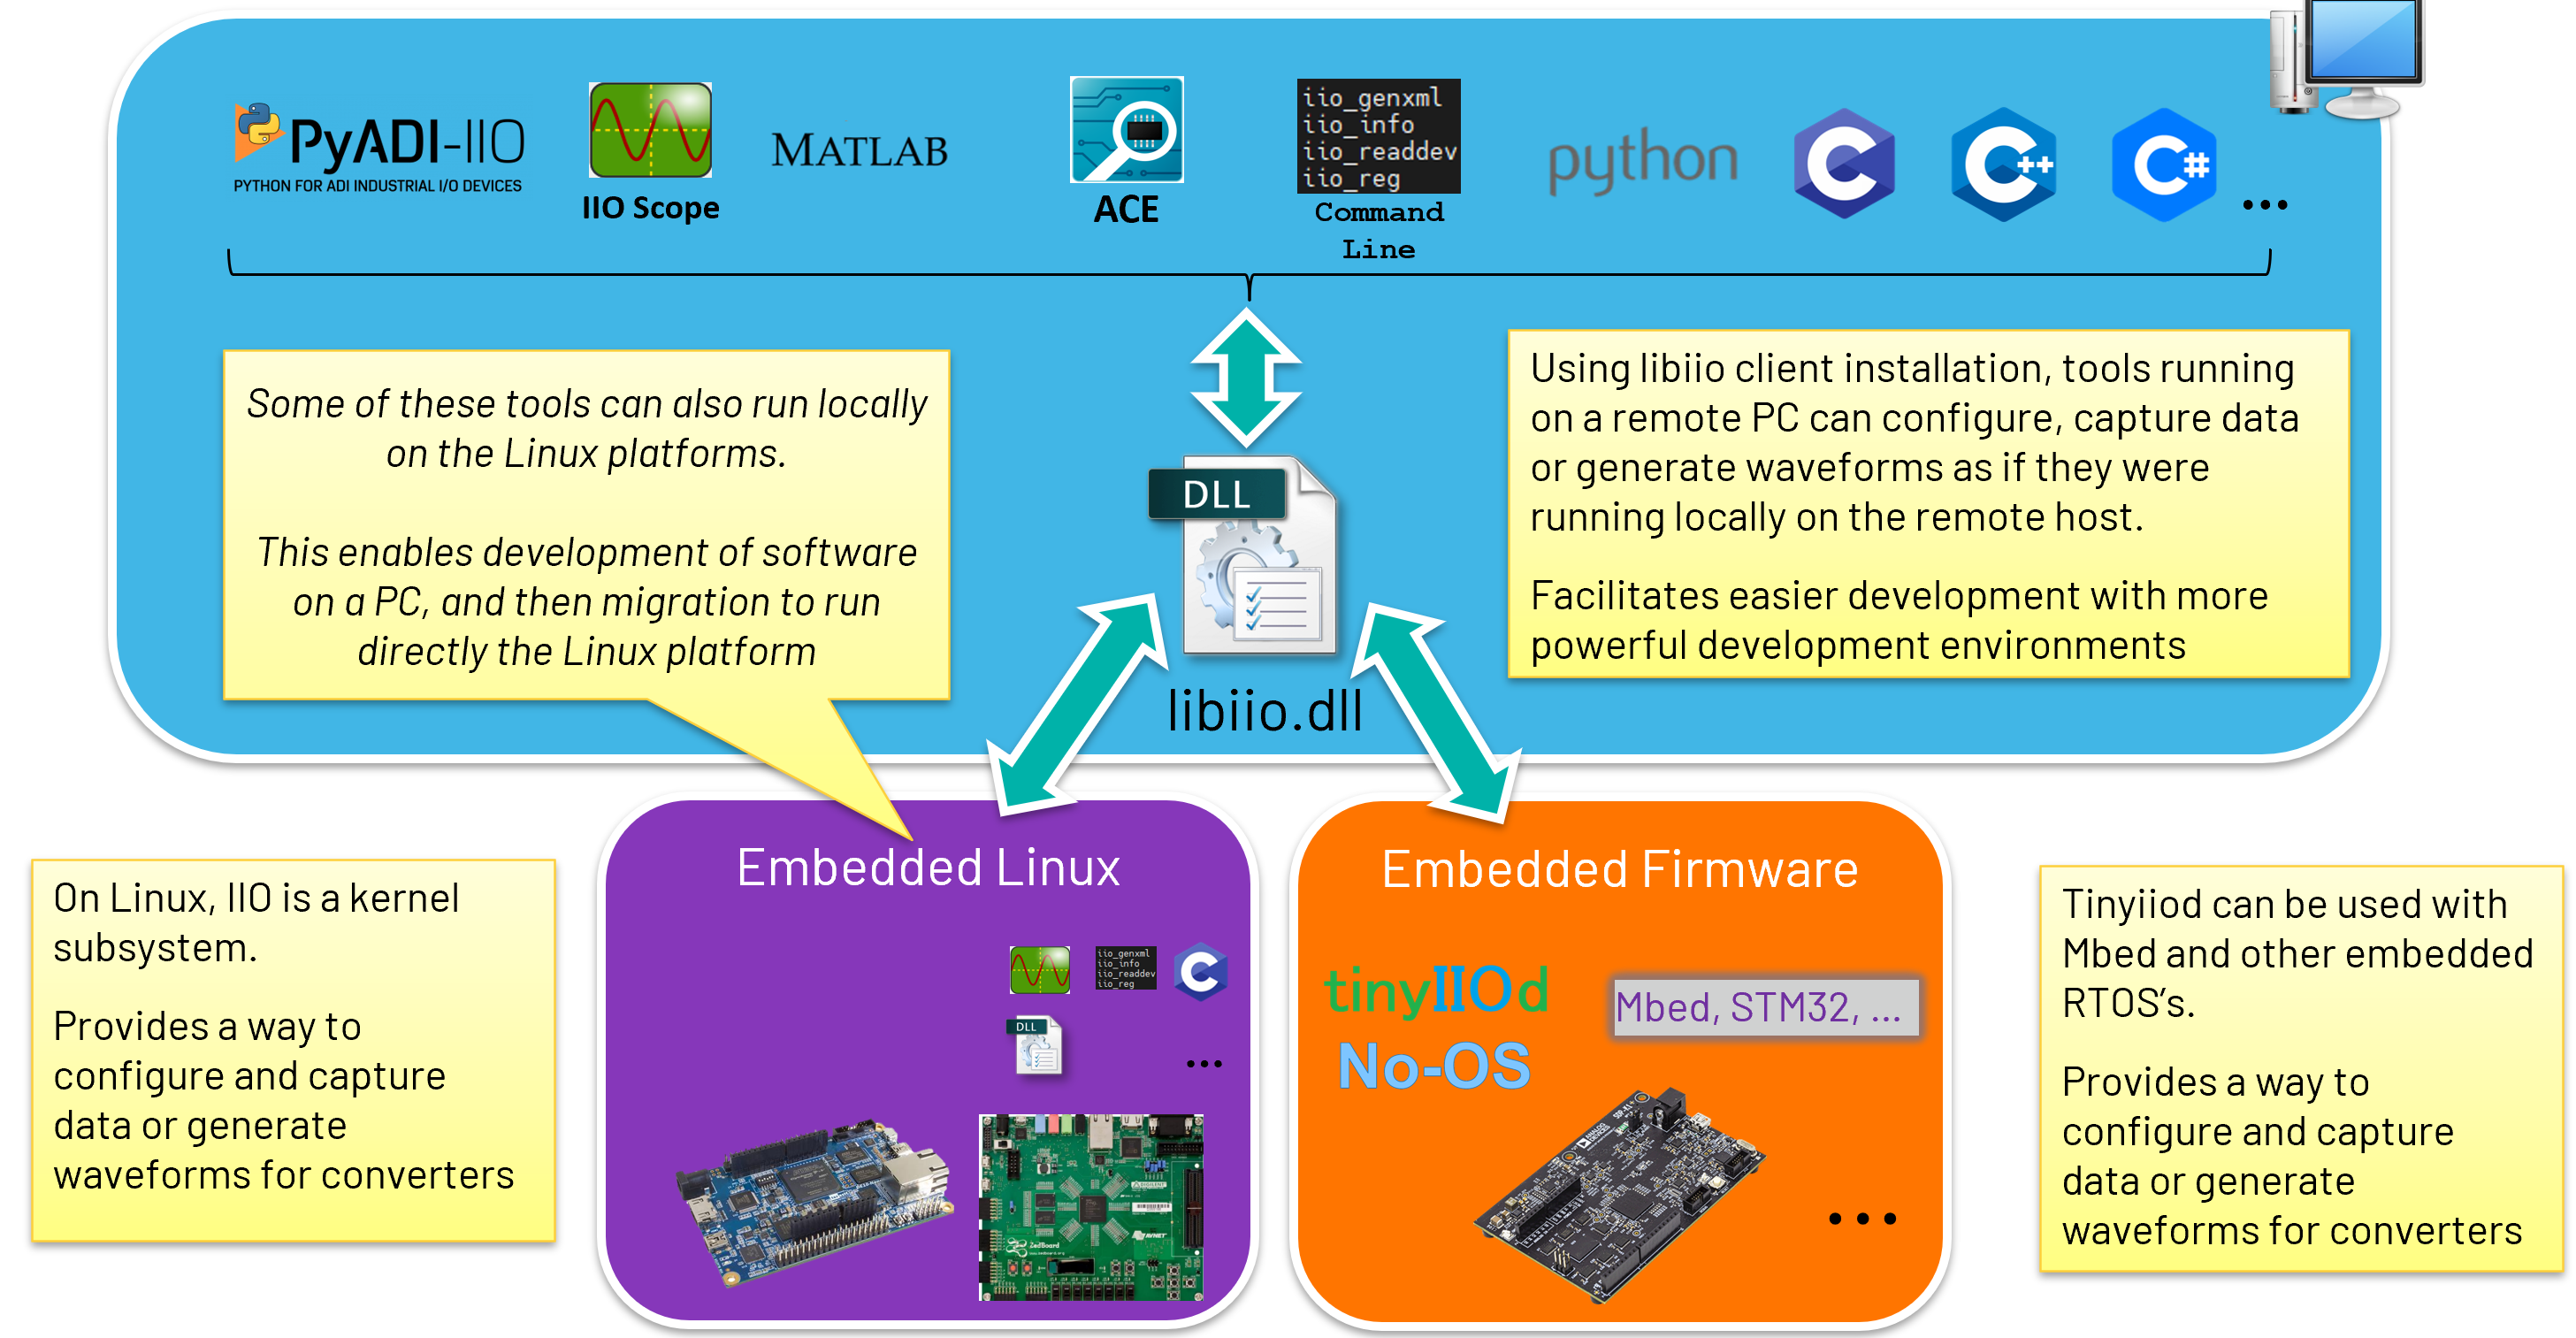 PyADI-IIO
PYTHON FOR ADI INDUSTRIAL I/O DEVICES
IIO Scope
MATLAB
ACE
iio_genxml
iio_info
iio_readdev
iio_reg
Command
Line
python
C
C++
C#
...
Some of these tools can also run locally
on the Linux platforms.
This enables development of software
on a PC, and then migration to run
directly the Linux platform
DLL
libiio.dll
Using libiio client installation, tools running
on a remote PC can configure, capture data
or generate waveforms as if they were
running locally on the remote host.
Facilitates easier development with more
powerful development environments
On Linux, IIO is a kernel
subsystem.
Provides a way to
configure and capture
data or generate
waveforms for converters
Embedded Linux
iio_genxml
iio_info
iio_readdev
iio_reg
C
DLL
...
DIGILENT
ZedBoard
AVNET
Embedded Firmware
tinyIIOd
Mbed, STM32, ...
No-OS
...
Tinyiiod can be used with
Mbed and other embedded
RTOS's.
Provides a way to
configure and capture
data or generate
waveforms for converters